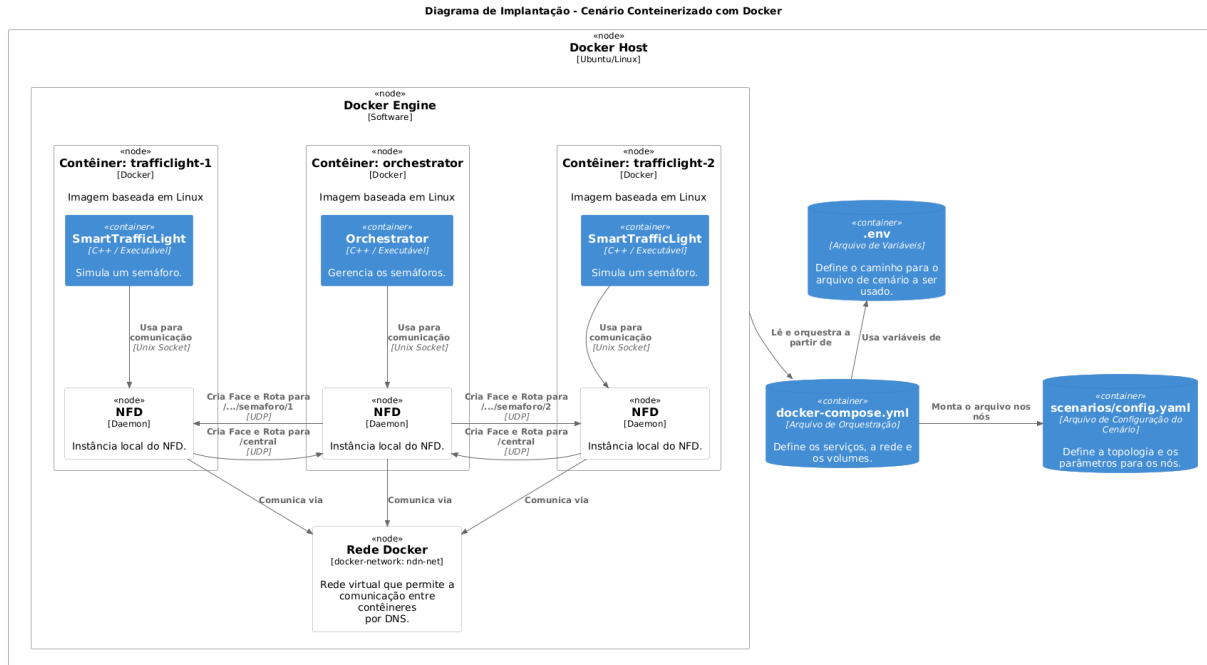 Diagrama de Implantação - Cenário Conteinerizado com Docker
«node»
Docker Host
[Ubuntu/Linux]
«node»
Docker Engine
[Software]
«node»
Contêiner: trafficlight-1
[Docker]
Imagem baseada em Linux
«container»
SmartTrafficLight
[C++ / Executável]
Simula um semáforo.
«node»
Contêiner: orchestrator
[Docker]
Imagem baseada em Linux
«container»
Orchestrator
[C++ / Executável]
Gerencia os semáforos.
«node»
Contêiner: trafficlight-2
[Docker]
Imagem baseada em Linux
«container»
SmartTrafficLight
[C++ / Executável]
Simula um semáforo.
Usa para
comunicação
[Unix Socket]
Usa para
comunicação
[Unix Socket]
Usa para
comunicação
[Unix Socket]
«node»
NFD
[Daemon]
Instância local do NFD.
Cria Face e Rota para
/.../semaforo/1
[UDP]
Cria Face e Rota para
/central
[UDP]
«node»
NFD
[Daemon]
Instância local do NFD.
Cria Face e Rota para
/.../semaforo/2
[UDP]
Cria Face e Rota para
/central
[UDP]
«node»
NFD
[Daemon]
Instância local do NFD.
Comunica via
Comunica via
Comunica via
«node»
Rede Docker
[docker-network: ndn-net]
Rede virtual que permite a
comunicação entre
contêineres
por DNS.
«container»
.env
[Arquivo de Variáveis]
Define o caminho para o
arquivo de cenário a ser
usado.
Lê e orquestra a
partir de
Usa variáveis de
«container»
docker-compose.yml
[Arquivo de Orquestração]
Define os serviços, a rede e
os volumes.
Monta o arquivo nos
nós
«container»
scenarios/config.yaml
[Arquivo de Configuração do
Cenário]
Define a topologia e os
parâmetros para os nós.